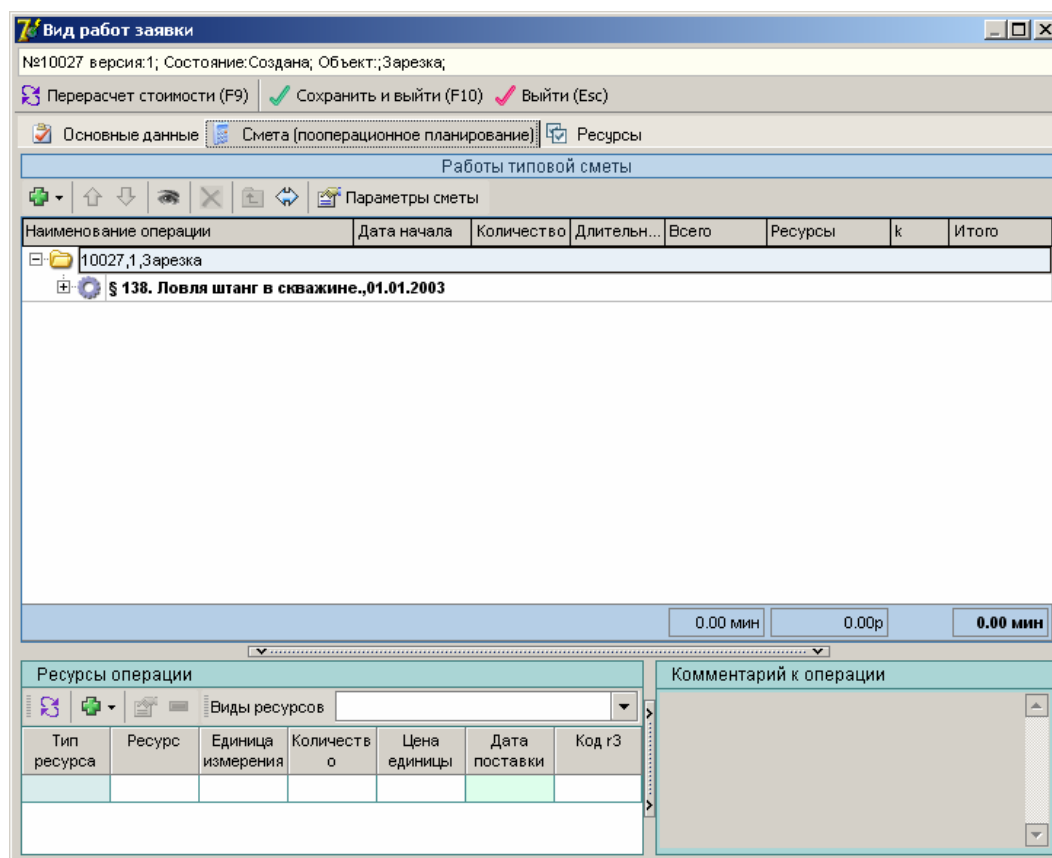 Вид работ заявки
№10027 версия:1; Состояние:Создана; Объект:;Зарезка;
Перерасчет стоимости (F9) Сохранить и выйти (F10) Выйти (Esc)
Основные данные Смета (пооперационное планирование) Ресурсы
Работы типовой сметы
Параметры сметы
Наименование операции Дата начала Количество Длительн... Всего Ресурсы k Итого
10027,1,Зарезка
§ 138. Ловля штанг в скважине.,01.01.2003
0.00 мин 0.00р 0.00 мин
Ресурсы операции Комментарий к операции
Виды ресурсов
Тип Ресурс Единица Количеств Цена Дата Код r3
ресурса измерения о единицы поставки